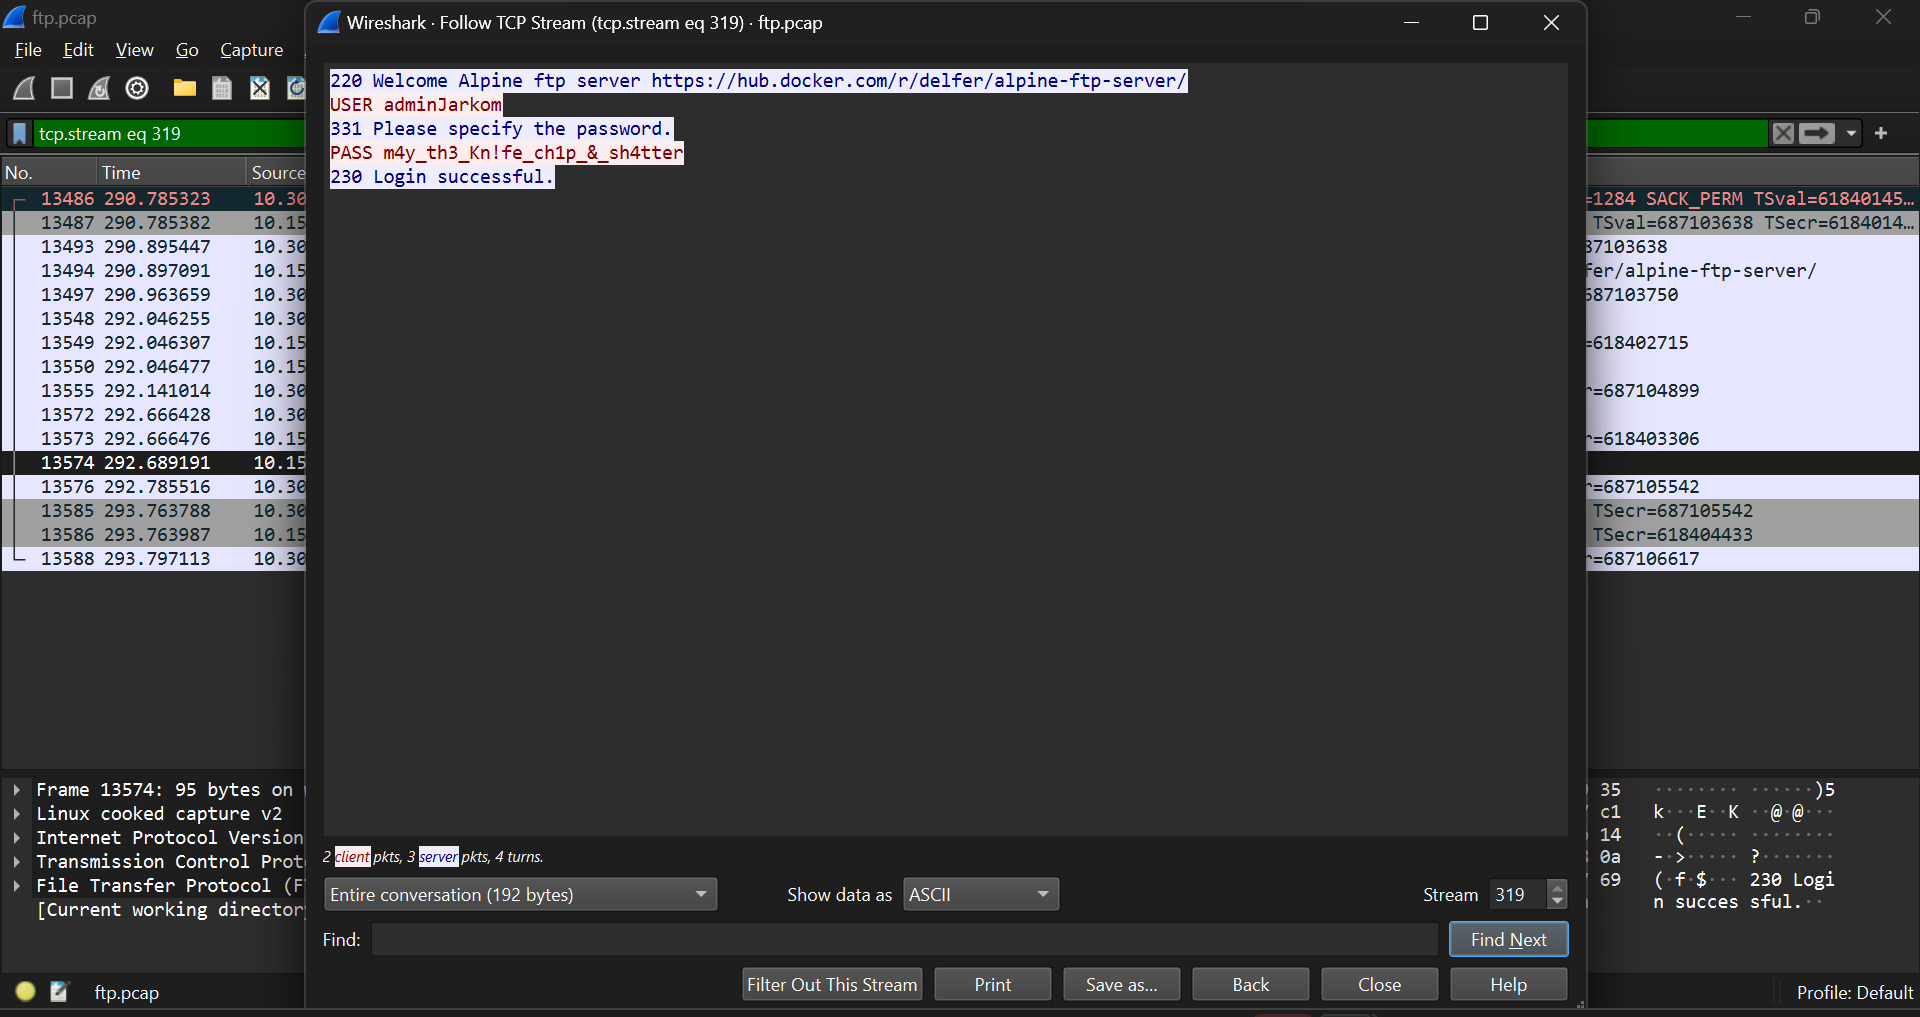 ftp.pcap
File Edit View Go Capture
Wireshark · Follow TCP Stream (tcp.stream eq 319) · ftp.pcap
tcp.stream eq 319
220 Welcome Alpine ftp server https://hub.docker.com/r/delfer/alpine-ftp-server/
USER adminJarkom
331 Please specify the password.
PASS m4y_th3_Kn!fe_ch1p_&_sh4tter
230 Login successful.
No. Time Source
13486 290.785323 10.30 =1284 SACK_PERM TSval=61840145…
13487 290.785382 10.15 TSval=687103638 TSecr=6184014…
13493 290.895447 10.30 87103638
13494 290.897091 10.15 fer/alpine-ftp-server/
13497 290.963659 10.30 687103750
13548 292.046255 10.30
13549 292.046307 10.15 =618402715
13550 292.046477 10.15
13555 292.141014 10.30 r=687104899
13572 292.666428 10.30
13573 292.666476 10.15 r=618403306
13574 292.689191 10.15
13576 292.785516 10.30 r=687105542
13585 293.763788 10.30 TSecr=687105542
13586 293.763987 10.15 TSecr=618404433
13588 293.797113 10.30 r=687106617
Frame 13574: 95 bytes on
Linux cooked capture v2
Internet Protocol Version
Transmission Control Prot
File Transfer Protocol (F
[Current working director
35 ········ ······)5
c1 k···E··K ··@·@···
14 ··(····· ········
0a -·>····· ?·······
69 (·f·$··· 230 Logi
n succes sful.··
2 client pkts, 3 server pkts, 4 turns.
Entire conversation (192 bytes) Show data as ASCII Stream 319
Find: Find Next
Filter Out This Stream Print Save as... Back Close Help
ftp.pcap Profile: Default